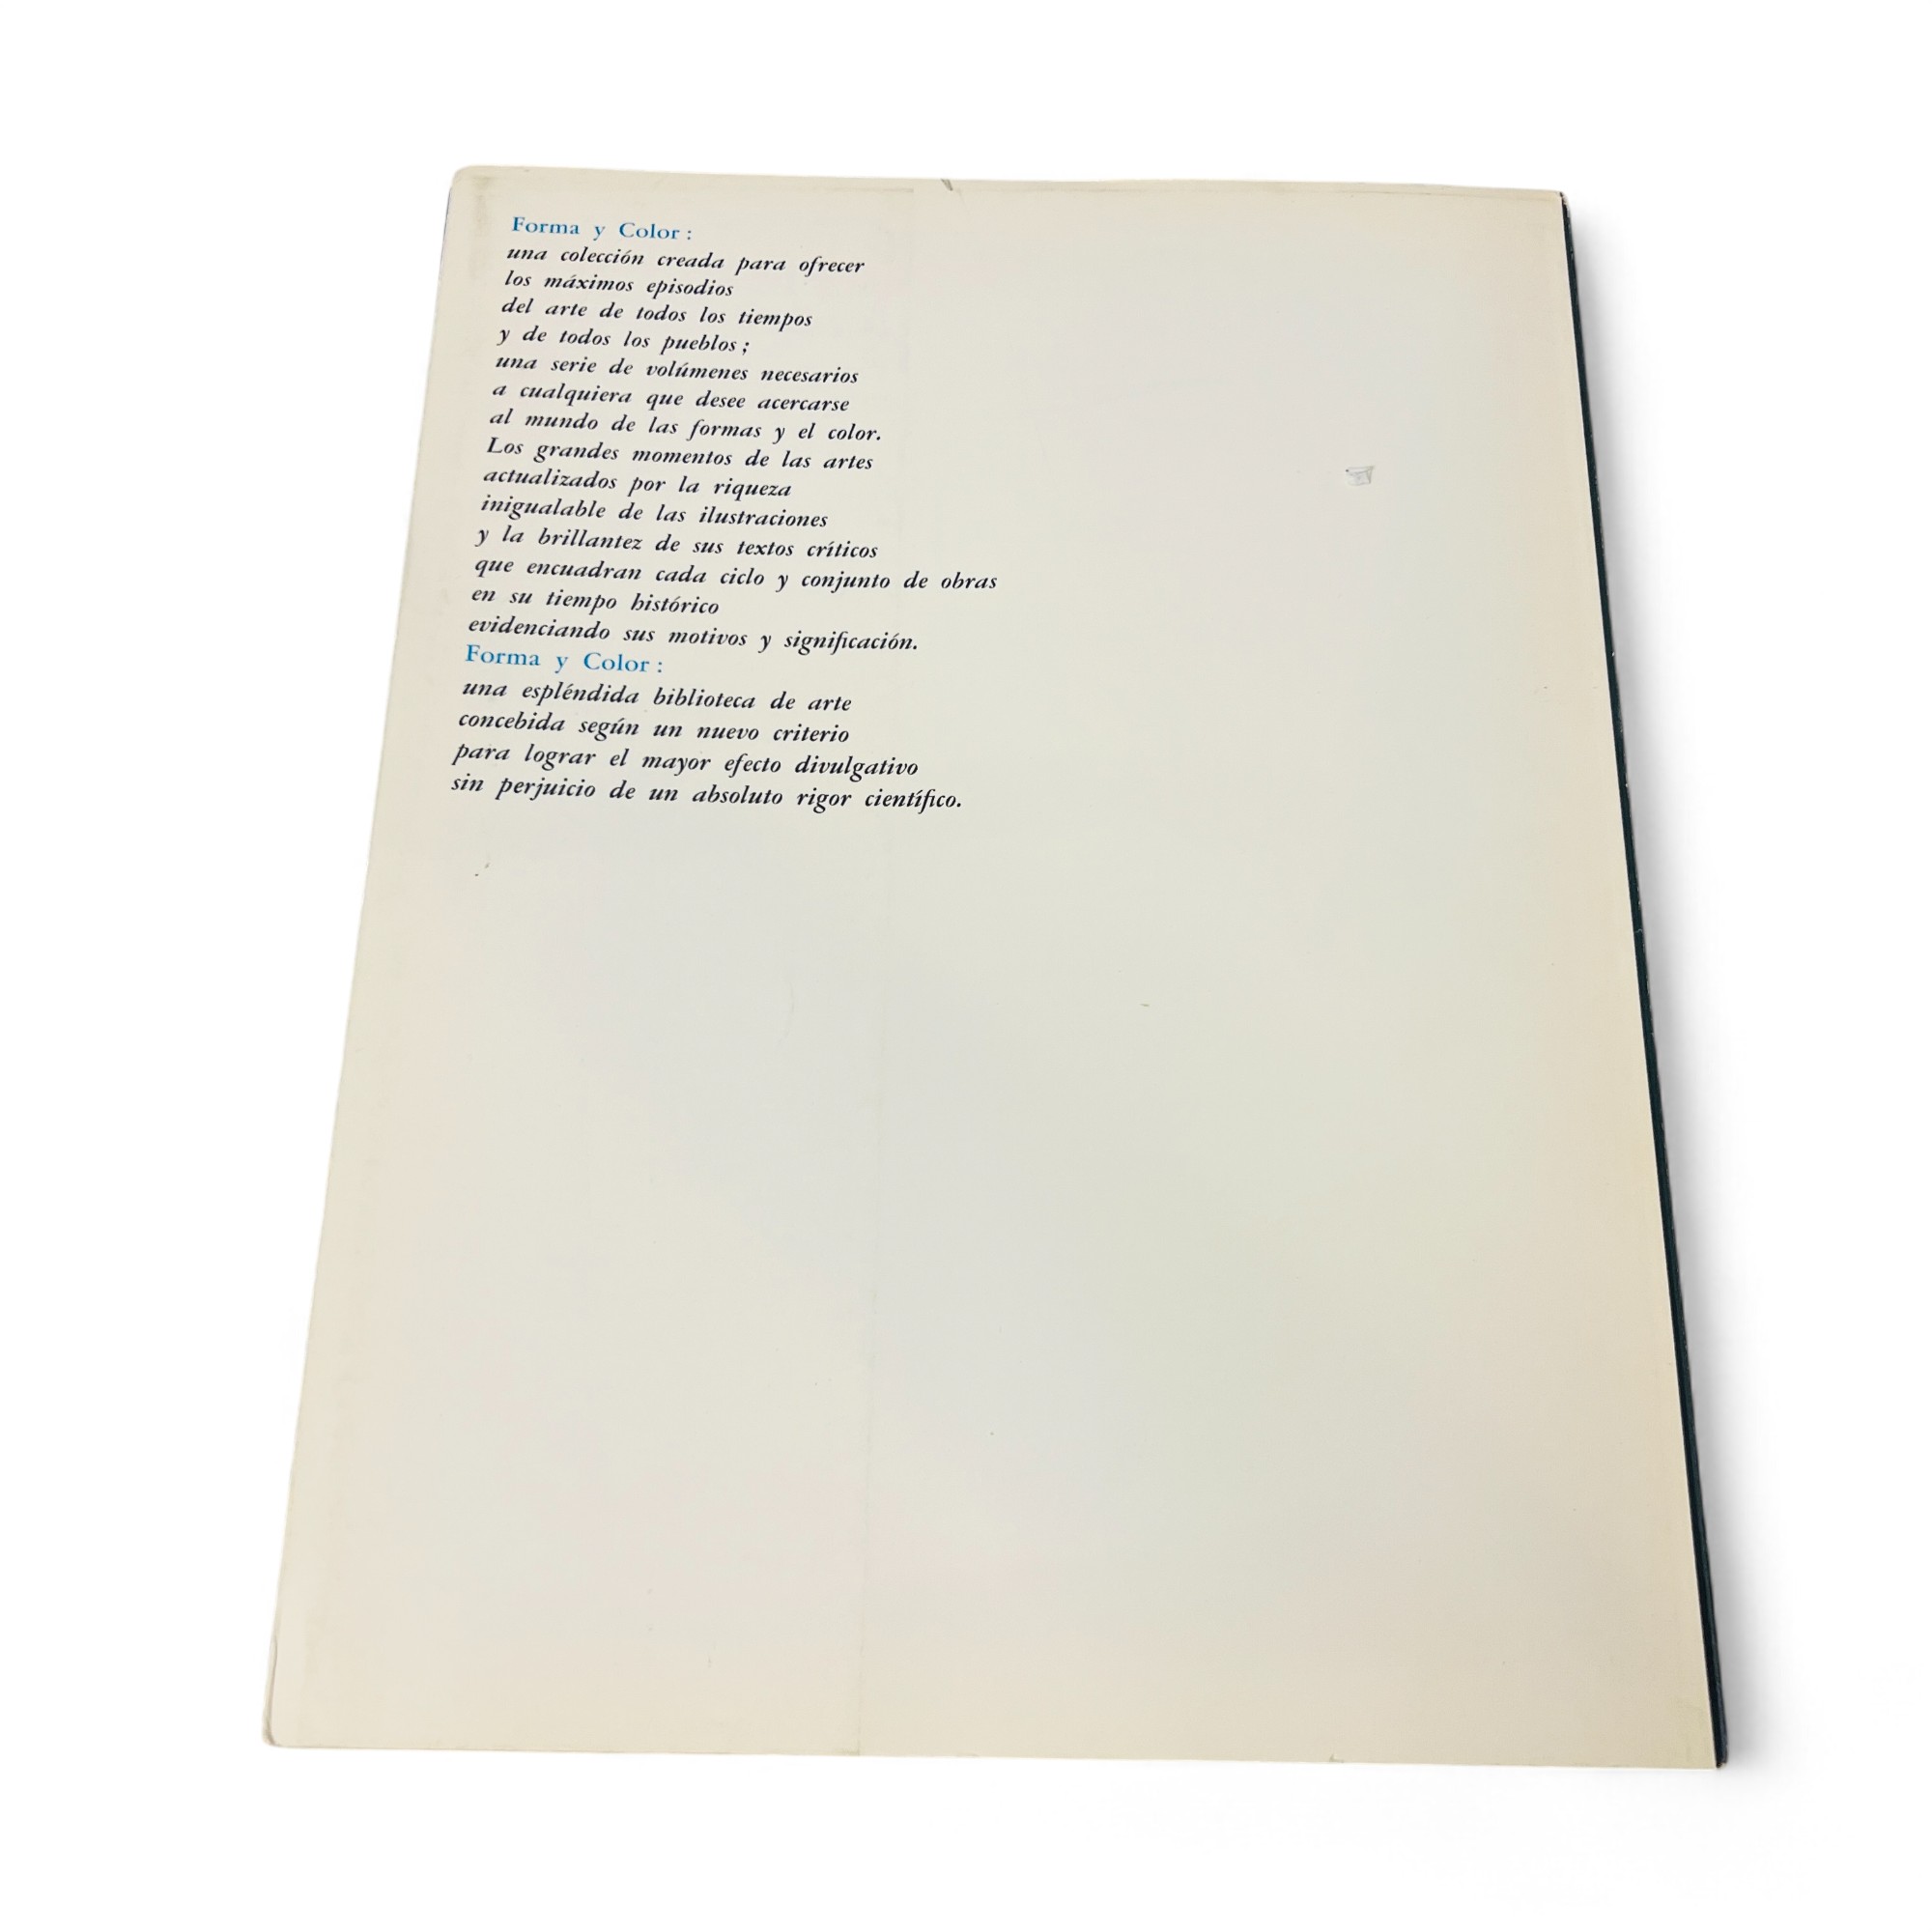 Forma y Color :
una colección creada para ofrecer
los máximos episodios
del arte de todos los tiempos
y de todos los pueblos ;
una serie de volúmenes necesarios
a cualquiera que desee acercarse
al mundo de las formas y el color.
Los grandes momentos de las artes
actualizados por la riqueza
inigualable de las ilustraciones
y la brillantez de sus textos críticos
que encuadran cada ciclo y conjunto de obras
en su tiempo histórico
evidenciando sus motivos y significación.
Forma y Color :
una espléndida biblioteca de arte
concebida según un nuevo criterio
para lograr el mayor efecto divulgativo
sin perjuicio de un absoluto rigor científico.